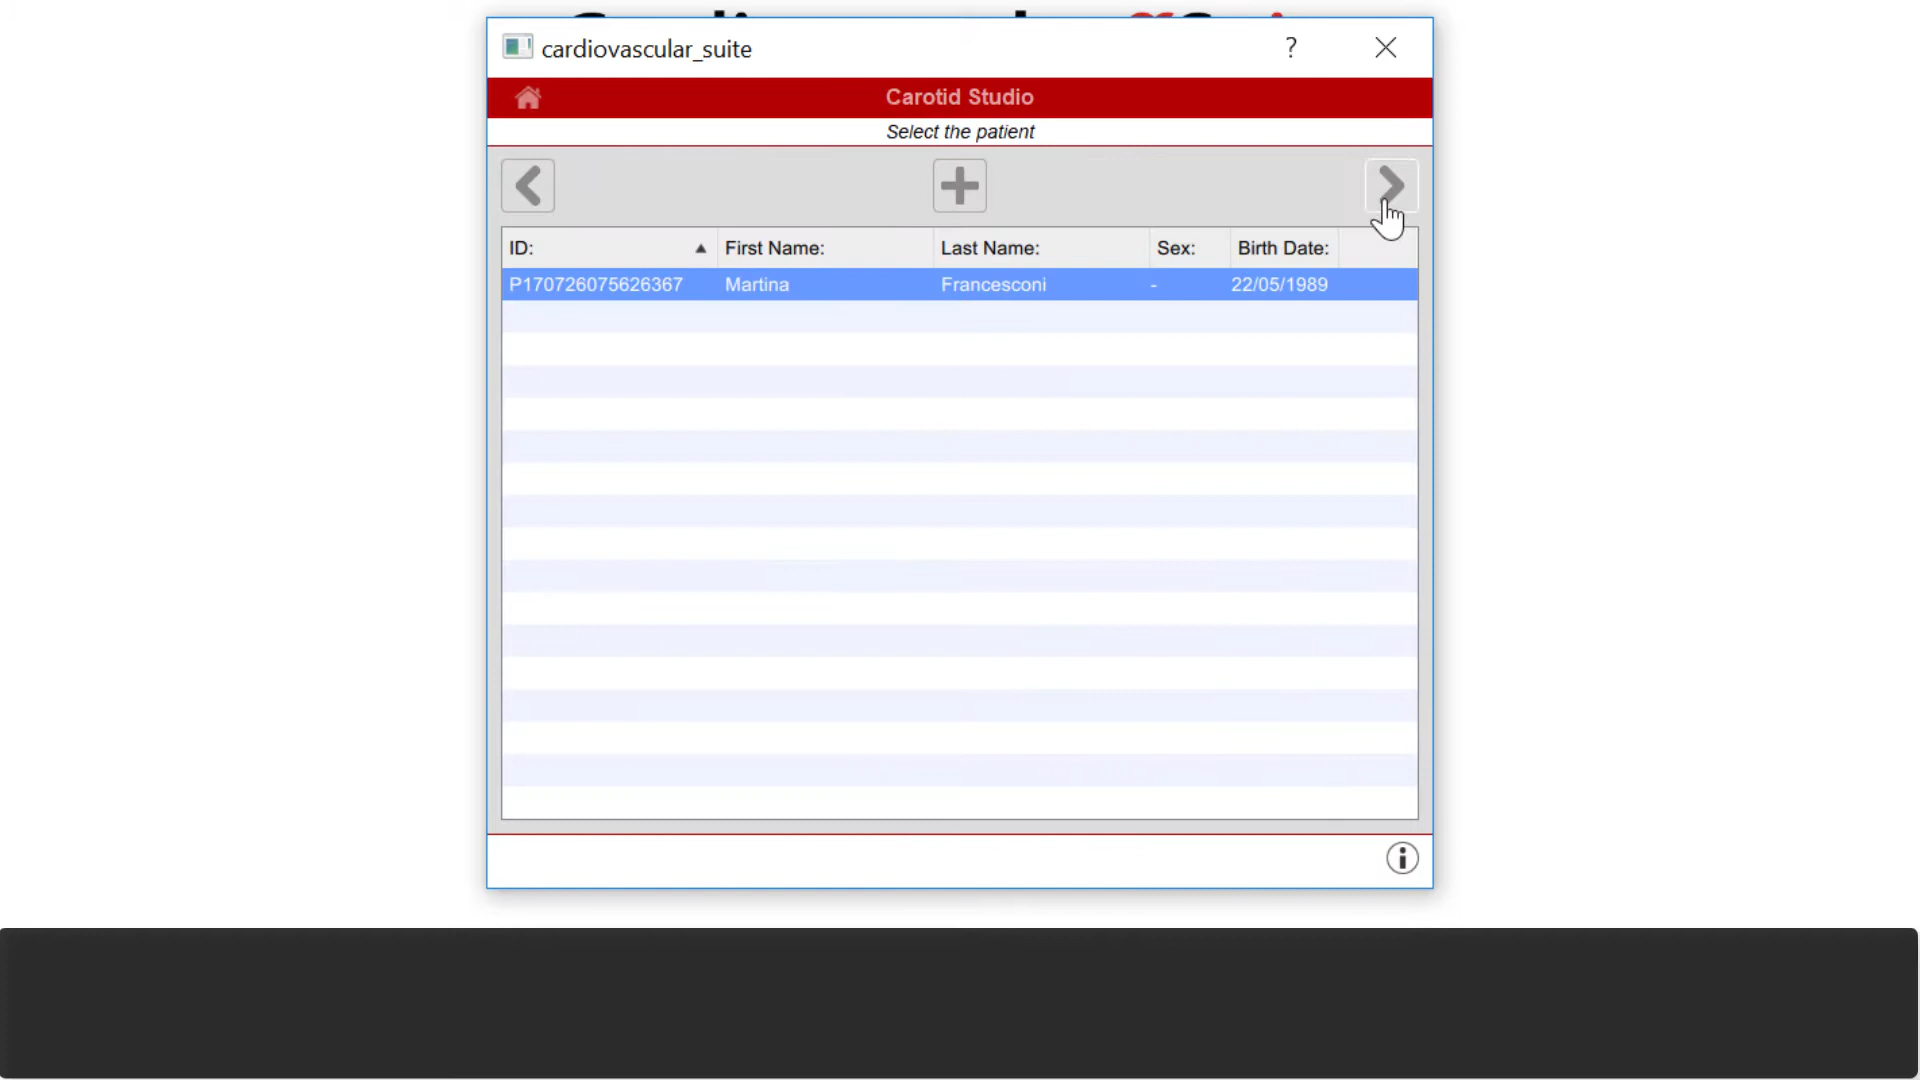 cardiovascular_suite ?
Carotid Studio
Select the patient
ID: First Name: Last Name: Sex: Birth Date:
P170726075626367 Martina Francesconi - 22/05/1989